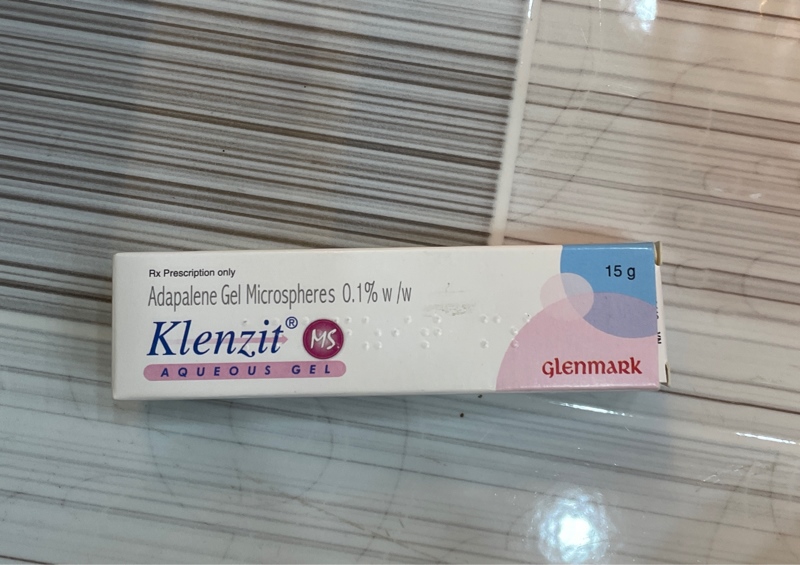 Rx Prescription only
Adapalene Gel Microspheres 0.1% w /w
Klenzit® MS
AQUEOUS GEL
15 g
Glenmark